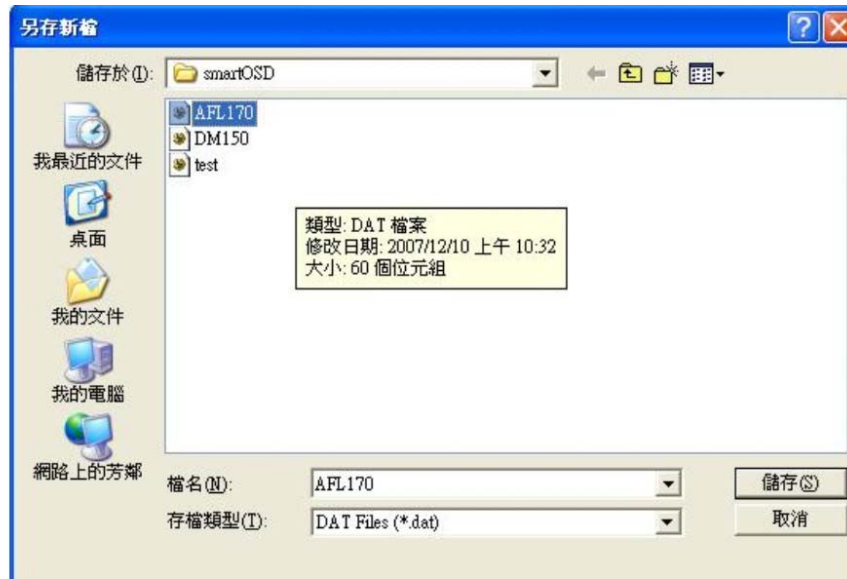 另存新檔
儲存於(I):
smartOSD
AFL170
DM150
test
類型: DAT 檔案
修改日期: 2007/12/10 上午 10:32
大小: 60 個位元組
我最近的文件
桌面
我的文件
我的電腦
網路上的芳鄰
檔名(N):
AFL170
儲存(S)
存檔類型(T):
DAT Files (*.dat)
取消